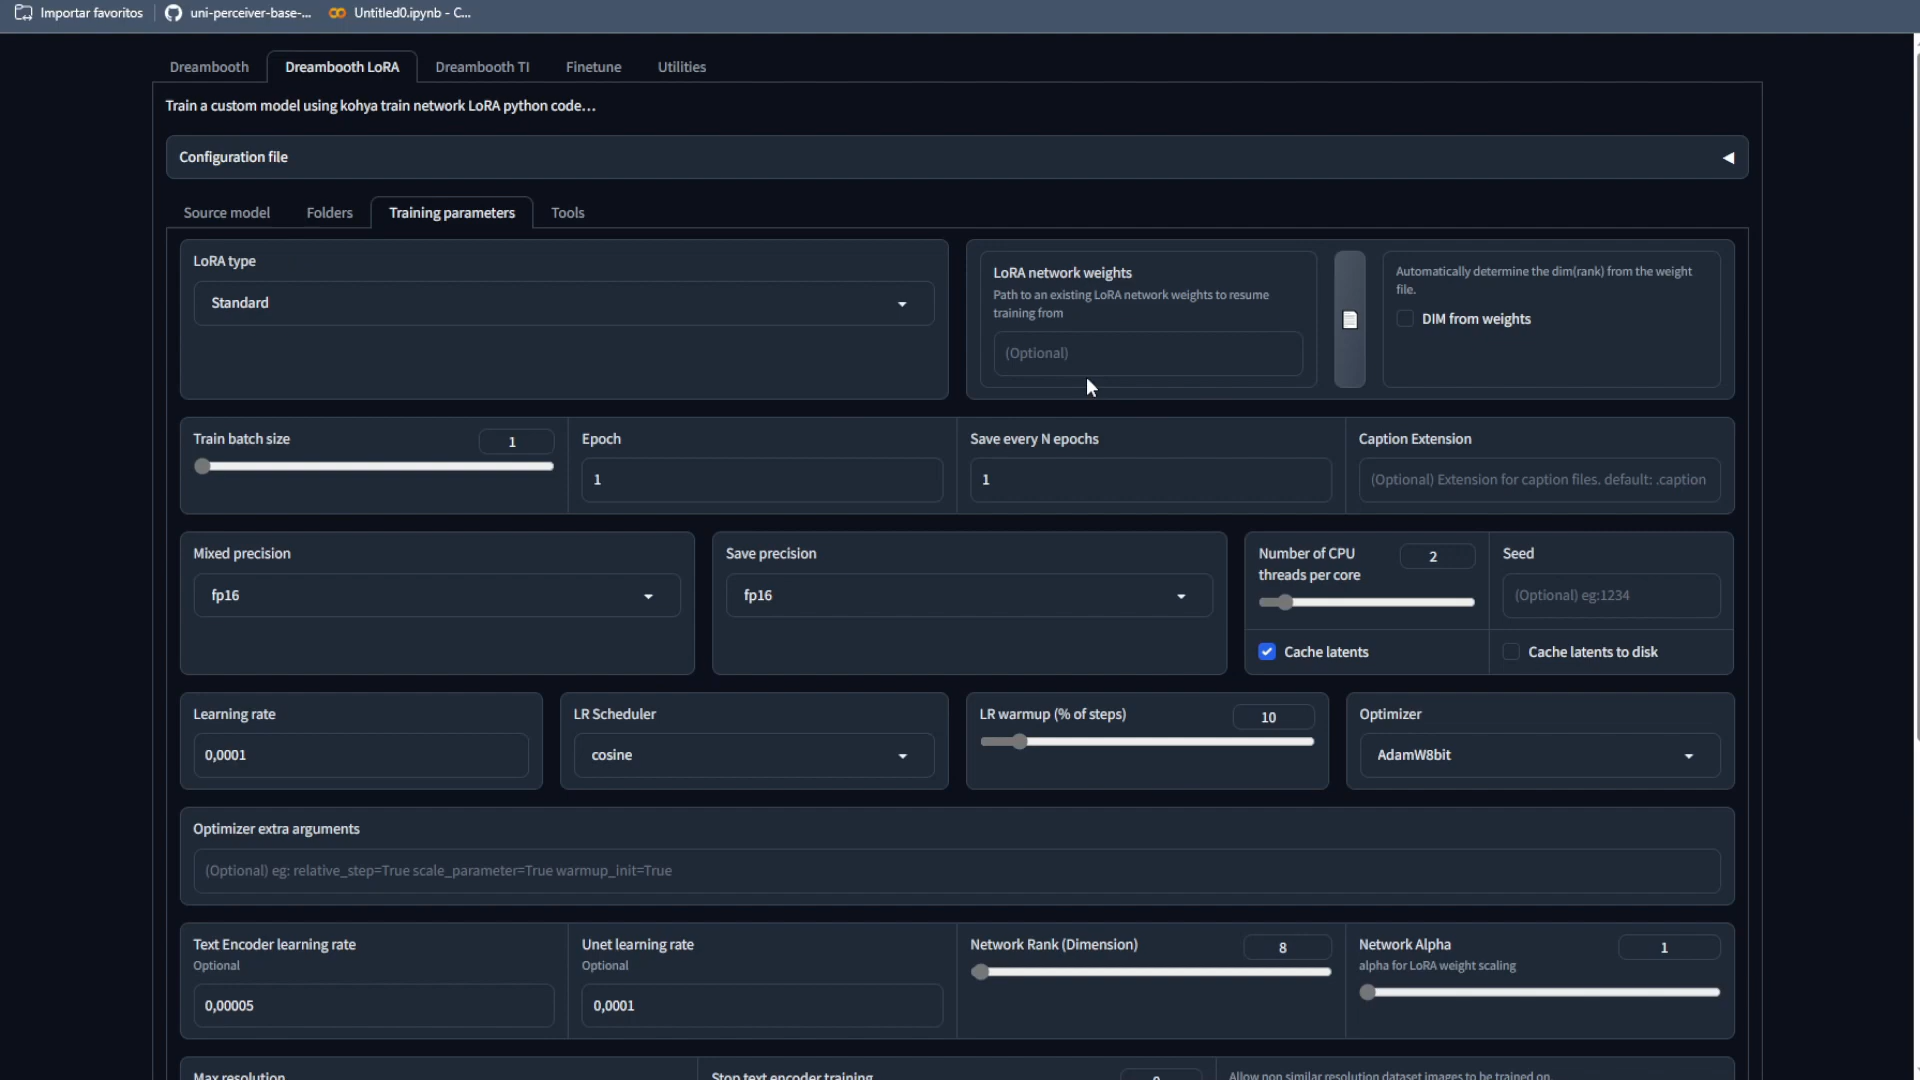 Importar favoritos
uni-perceiver-base-...
Untitled0.ipynb - C...
Dreambooth
Dreambooth LoRA
Dreambooth TI
Finetune
Utilities
Train a custom model using kohya train network LoRA python code...
Configuration file
Source model
Folders
Training parameters
Tools
LoRA type
Standard
LoRA network weights
Path to an existing LoRA network weights to resume
training from
(Optional)
Automatically determine the dim(rank) from the weight
file.
DIM from weights
Train batch size
1
Epoch
1
Save every N epochs
1
Caption Extension
(Optional) Extension for caption files. default: .caption
Mixed precision
fp16
Save precision
fp16
Number of CPU
threads per core
2
Seed
(Optional) eg:1234
Cache latents
Cache latents to disk
Learning rate
0,0001
LR Scheduler
cosine
LR warmup (% of steps)
10
Optimizer
AdamW8bit
Optimizer extra arguments
(Optional) eg: relative_step=True scale_parameter=True warmup_init=True
Text Encoder learning rate
Optional
0,00005
Unet learning rate
Optional
0,0001
Network Rank (Dimension)
8
Network Alpha
alpha for LoRA weight scaling
1
Max resolution
Stop text encoder training
0
Allow non similar resolution dataset images to be trained on.